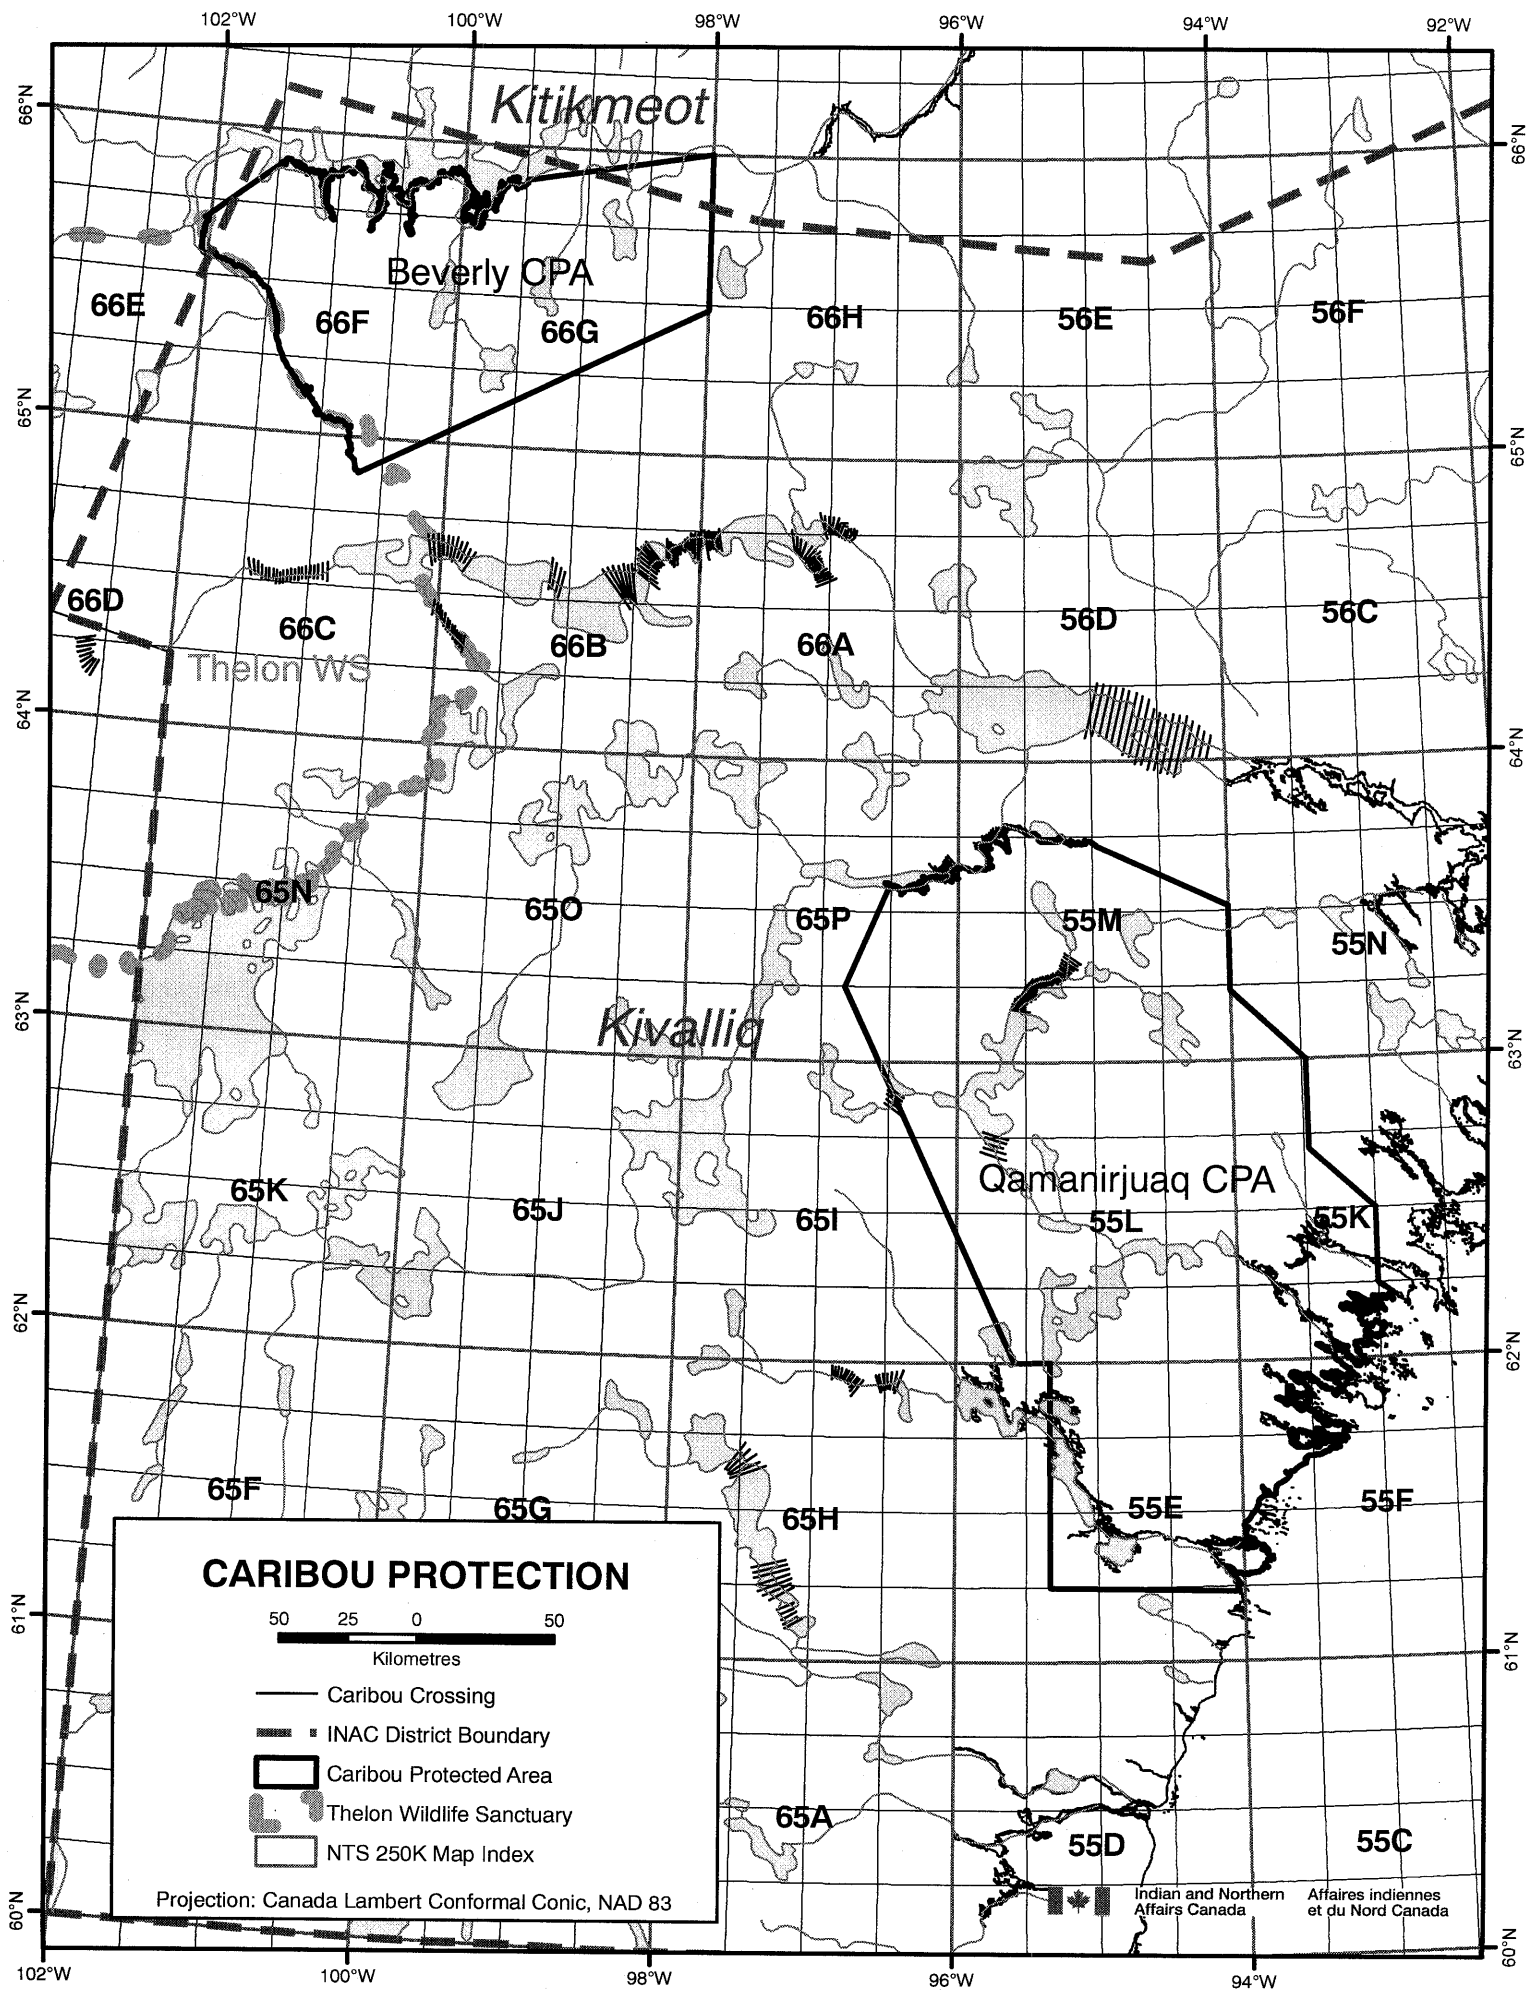 102°W 100°W 98°W 96°W 94°W 92°W
66°N
Kitikmeot
66°N
Beverly CPA
66E 66F 66G 66H 56E 56F
65°N
65°N
66D 66C 66B 66A 56D 56C
Thelon WS
64°N
64°N
65N 65O 65P 55M 55N
63°N
Kivalliq
63°N
Qamanirjuaq CPA
65K 65J 65I 55L 55K
62°N
62°N
65F 65G 65H 55E 55F
CARIBOU PROTECTION
50 25 0 50
Kilometres
61°N
61°N
Caribou Crossing
INAC District Boundary
Caribou Protected Area
Thelon Wildlife Sanctuary
NTS 250K Map Index
Projection: Canada Lambert Conformal Conic, NAD 83
65A 55D 55C
Indian and Northern
Affairs Canada
Affaires indiennes
et du Nord Canada
60°N
60°N
102°W 100°W 98°W 96°W 94°W